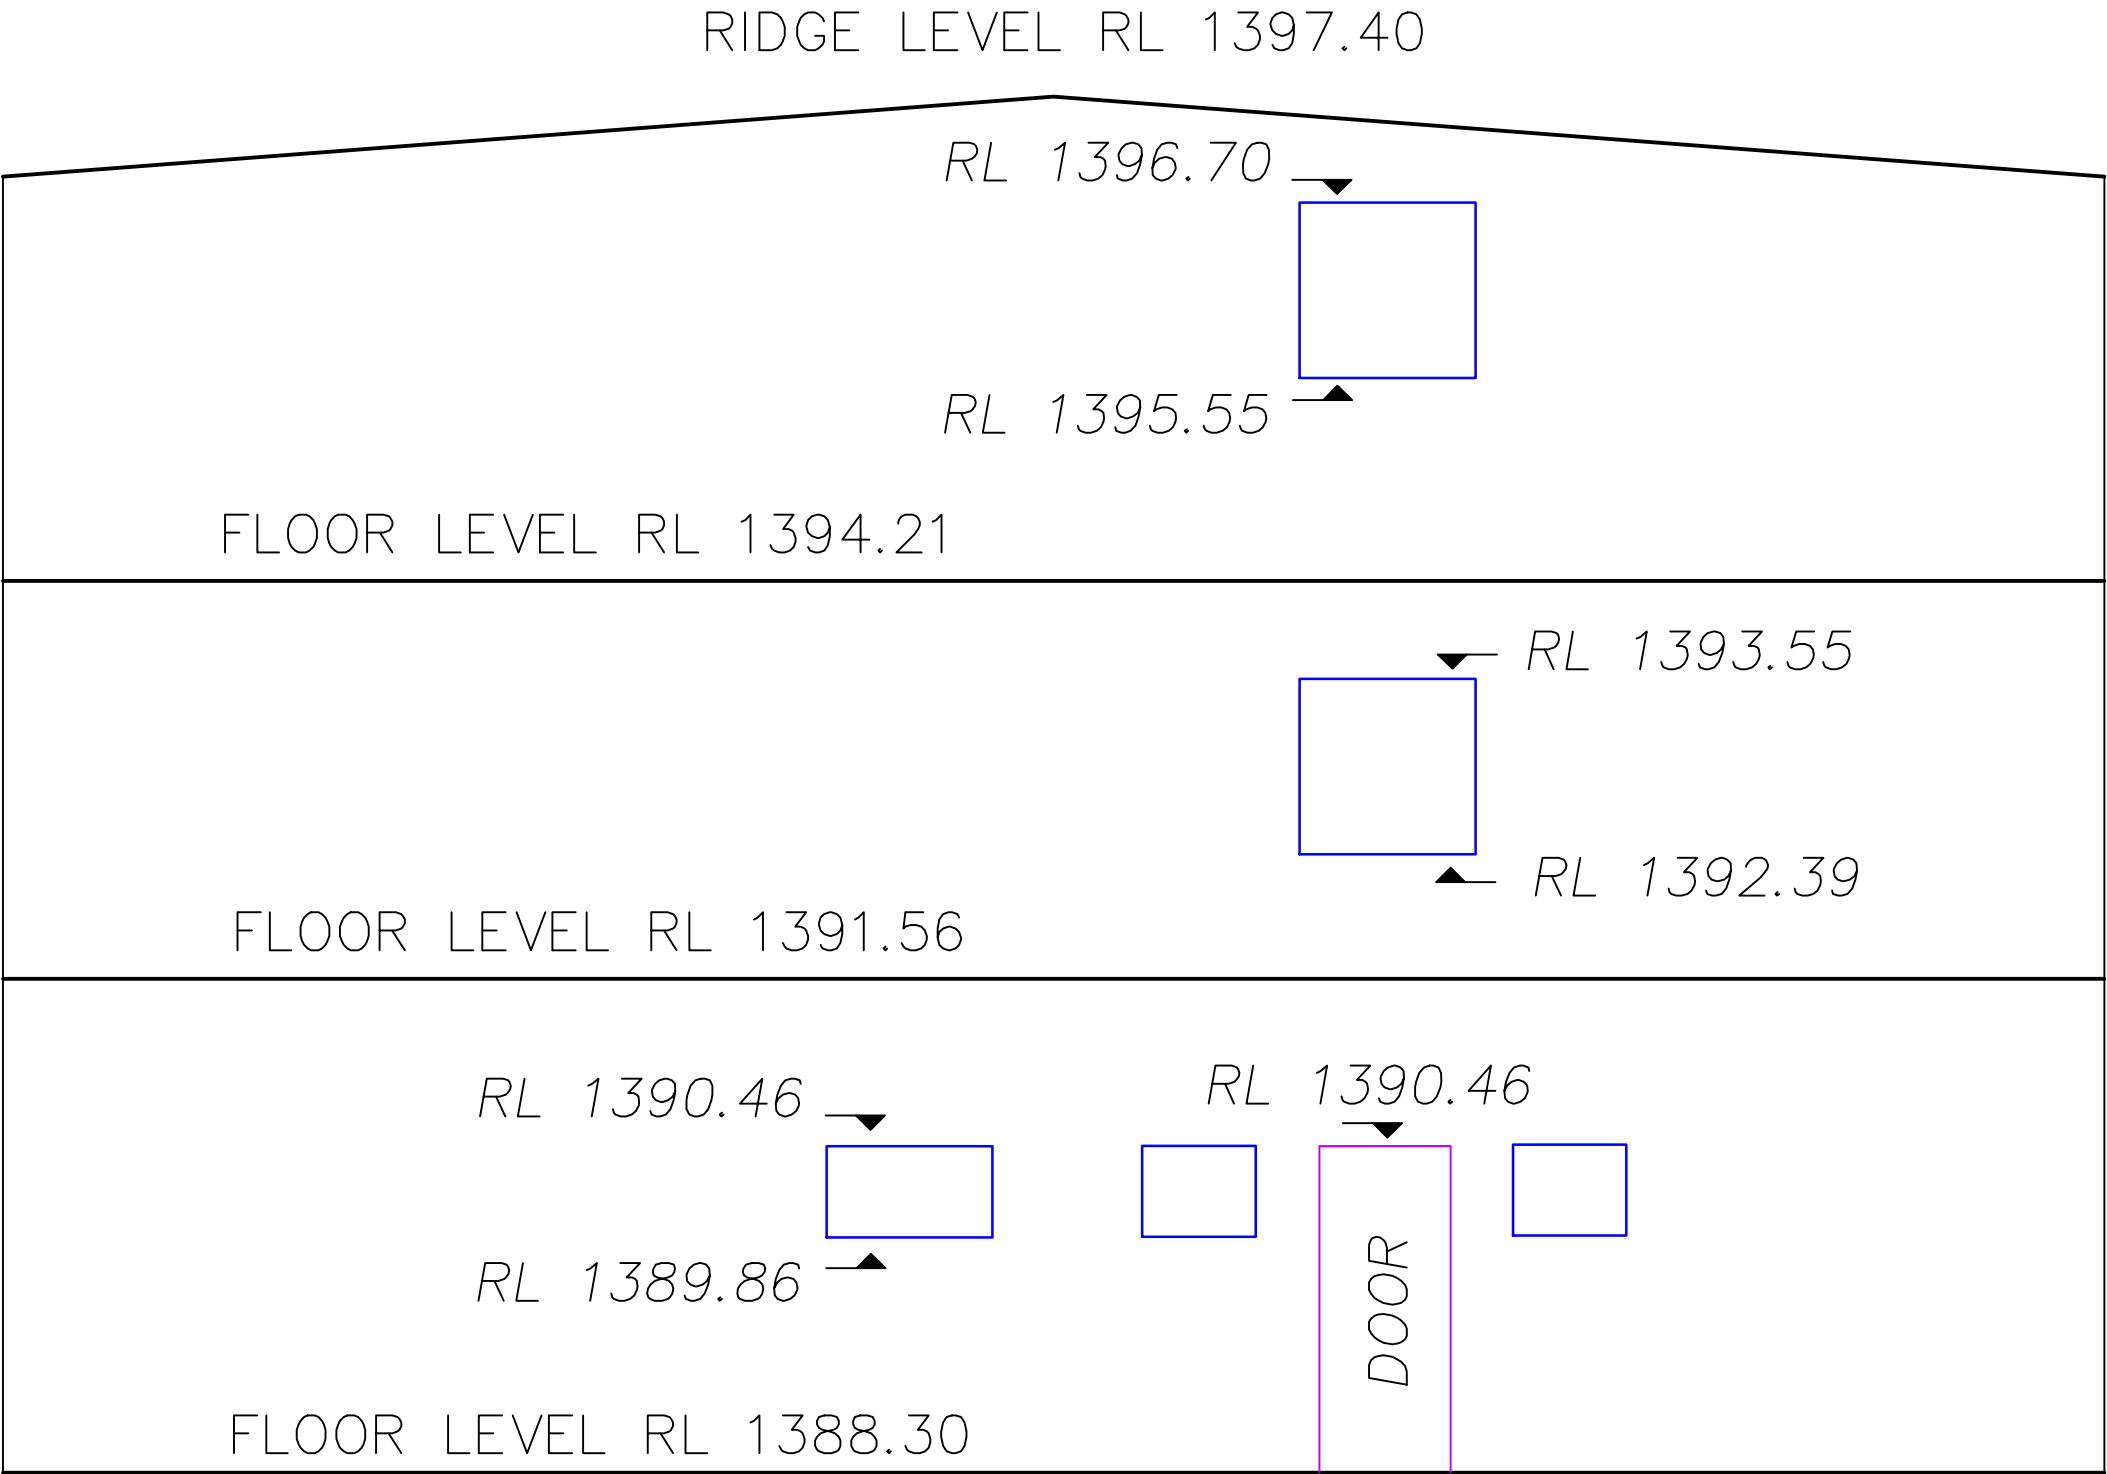 RIDGE LEVEL RL 1397.40
RL 1396.70
RL 1395.55
FLOOR LEVEL RL 1394.21
RL 1393.55
RL 1392.39
FLOOR LEVEL RL 1391.56
RL 1390.46
RL 1390.46
DOOR
RL 1389.86
FLOOR LEVEL RL 1388.30